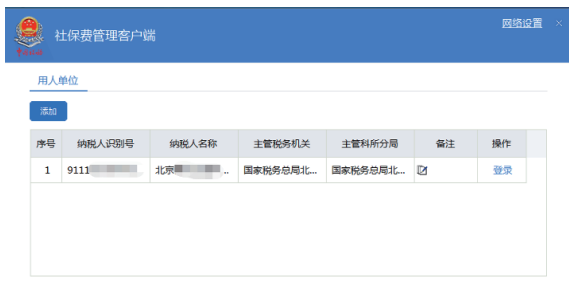 网络设置 ×
社保费管理客户端
用人单位
添加
序号 纳税人识别号 纳税人名称 主管税务机关 主管科所分局 备注 操作
1 9111 北京 .. 国家税务总局北... 国家税务总局北... 登录